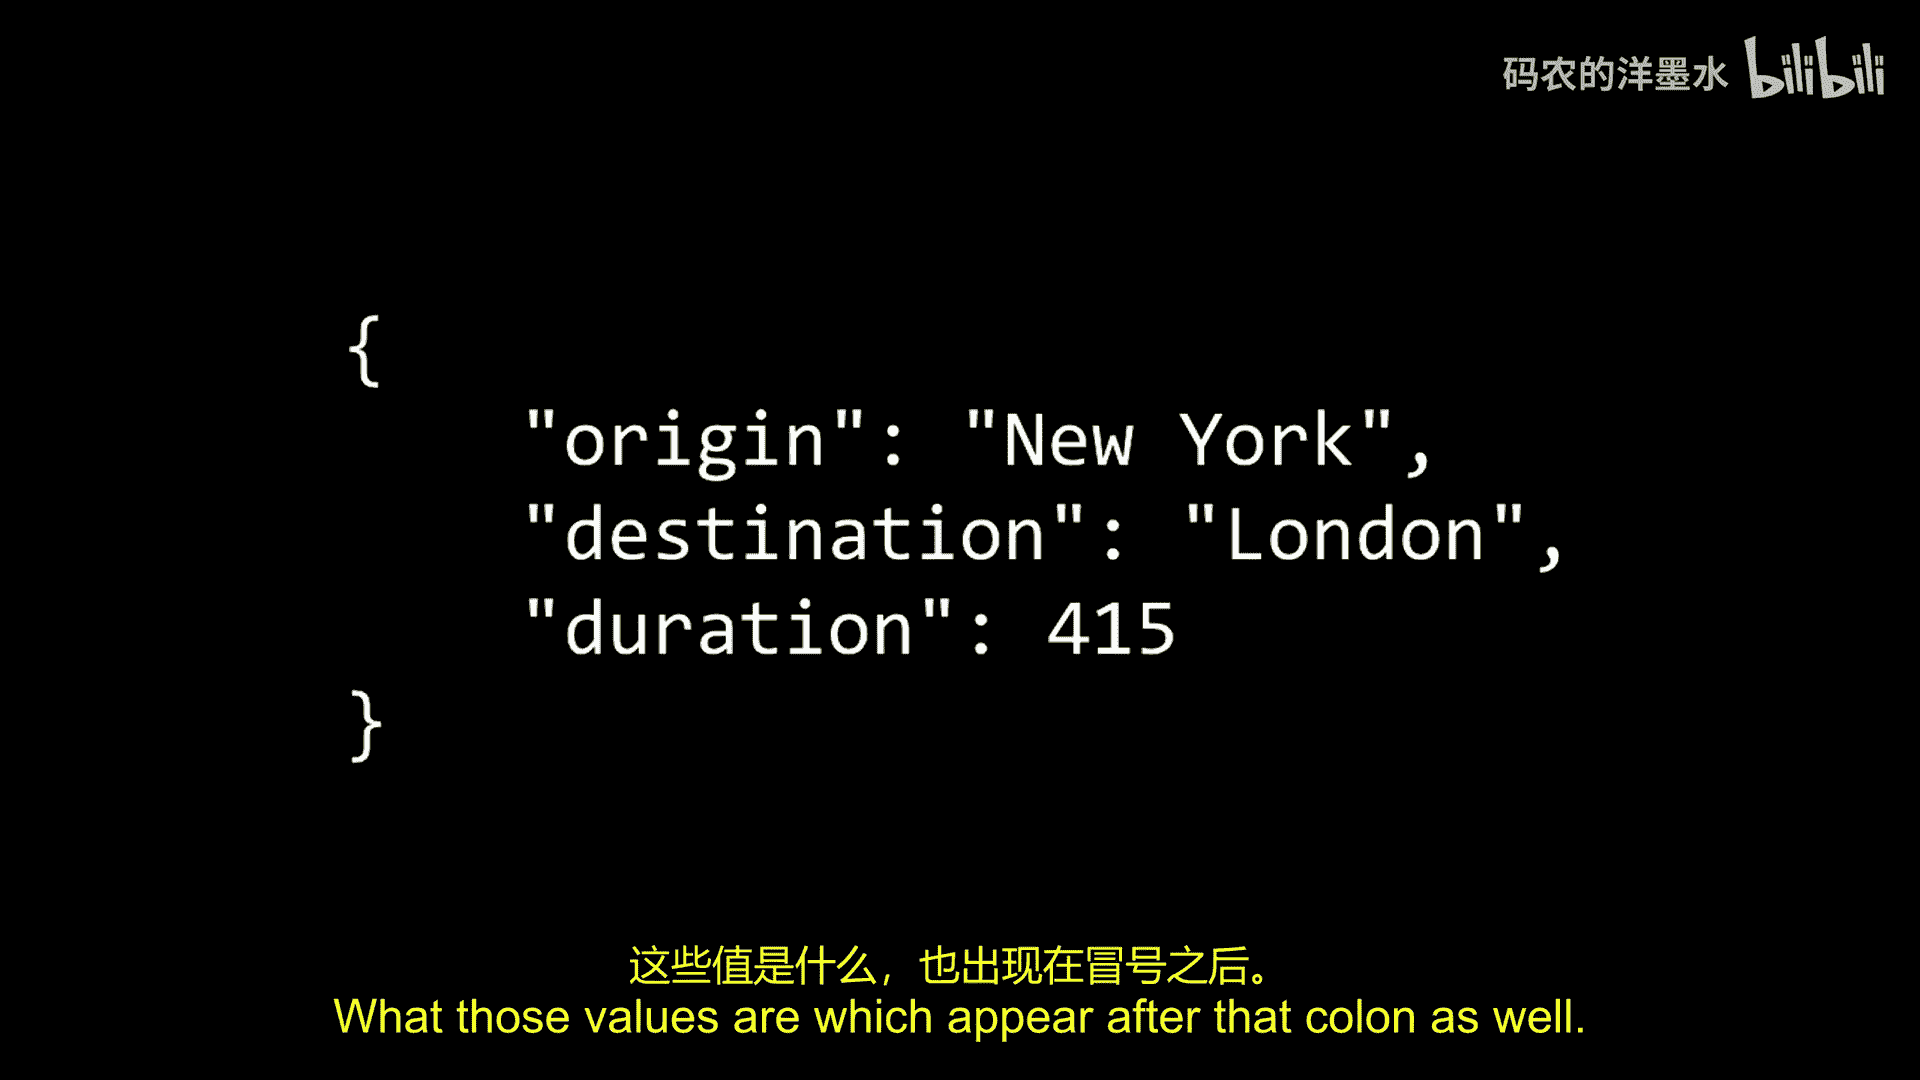 码农的洋墨水 bilibili
{
    "origin": "New York",
    "destination": "London",
    "duration": 415
}
这些值是什么，也出现在冒号之后。
What those values are which appear after that colon as well.